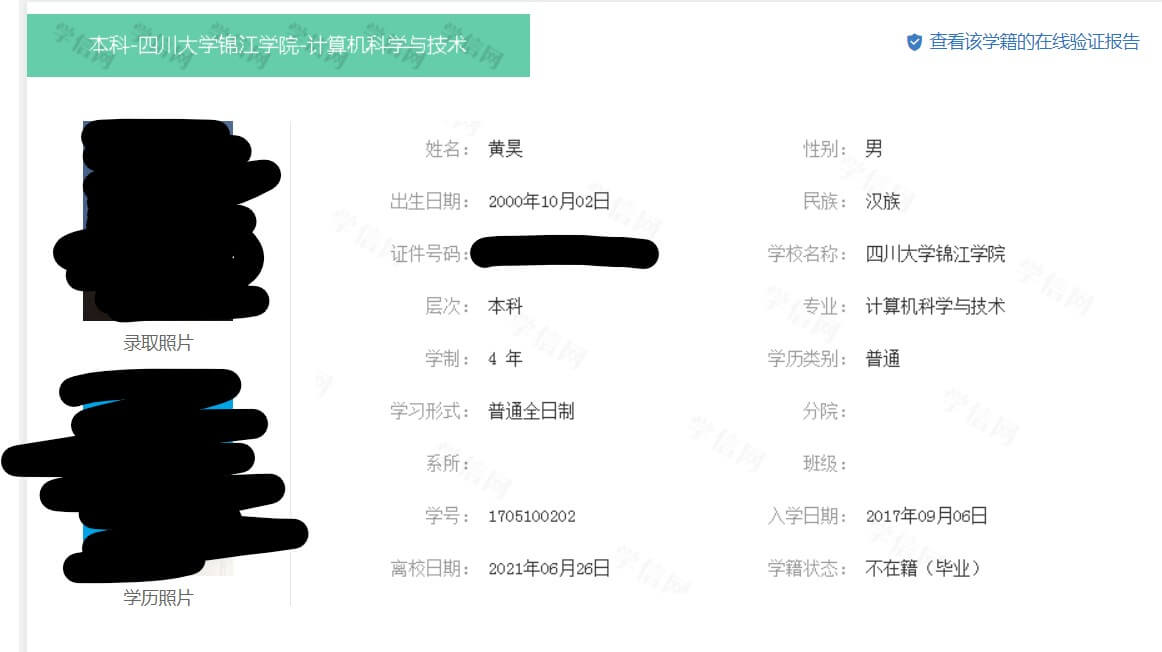 本科-四川大学锦江学院-计算机科学与技术
查看该学籍的在线验证报告
姓名： 黄昊 性别： 男
出生日期： 2000年10月02日 民族： 汉族
证件号码： 学校名称： 四川大学锦江学院
层次： 本科 专业： 计算机科学与技术
录取照片
学制： 4 年 学历类别： 普通
学习形式： 普通全日制 分院：
系所： 班级：
学号： 1705100202 入学日期： 2017年09月06日
离校日期： 2021年06月26日 学籍状态： 不在籍（毕业）
学历照片
学信网